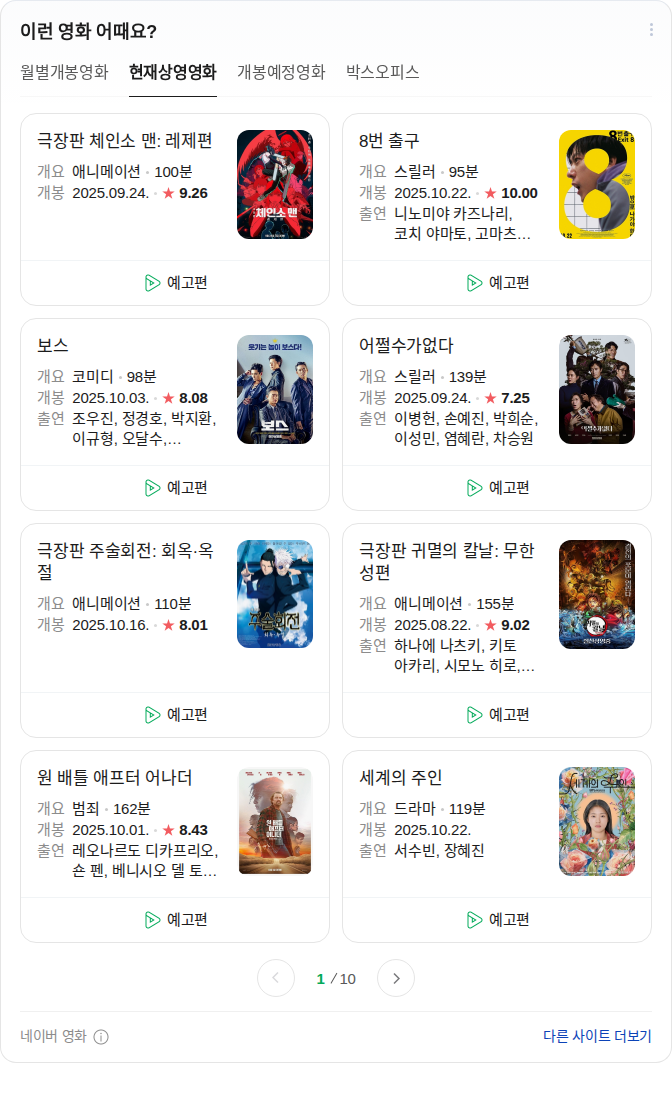 이런 영화 어때요?
월별개봉영화 현재상영영화 개봉예정영화 박스오피스
극장판 체인소 맨: 레제편
개요 애니메이션 · 100분
개봉 2025.09.24. · ★ 9.26
체인소 맨
예고편
8번 출구
개요 스릴러 · 95분
개봉 2025.10.22. · ★ 10.00
출연 니노미야 카즈나리,
코치 야마토, 고마츠…
8번 출구
Exit 8
8
예고편
보스
개요 코미디 · 98분
개봉 2025.10.03. · ★ 8.08
출연 조우진, 정경호, 박지환,
이규형, 오달수,…
웃기는 놈이 보스다!
보스
예고편
어쩔수가없다
개요 스릴러 · 139분
개봉 2025.09.24. · ★ 7.25
출연 이병헌, 손예진, 박희순,
이성민, 염혜란, 차승원
어쩔수가없다
예고편
극장판 주술회전: 회옥·옥
절
개요 애니메이션 · 110분
개봉 2025.10.16. · ★ 8.01
주술회전
예고편
극장판 귀멸의 칼날: 무한
성편
개요 애니메이션 · 155분
개봉 2025.08.22. · ★ 9.02
출연 하나에 나츠키, 키토
아카리, 시모노 히로,…
예고편
원 배틀 애프터 어나더
개요 범죄 · 162분
개봉 2025.10.01. · ★ 8.43
출연 레오나르도 디카프리오,
숀 펜, 베니시오 델 토…
원 배틀
애프터
어나더
예고편
세계의 주인
개요 드라마 · 119분
개봉 2025.10.22.
출연 서수빈, 장혜진
세계의 주인
예고편
1 / 10
네이버 영화
다른 사이트 더보기